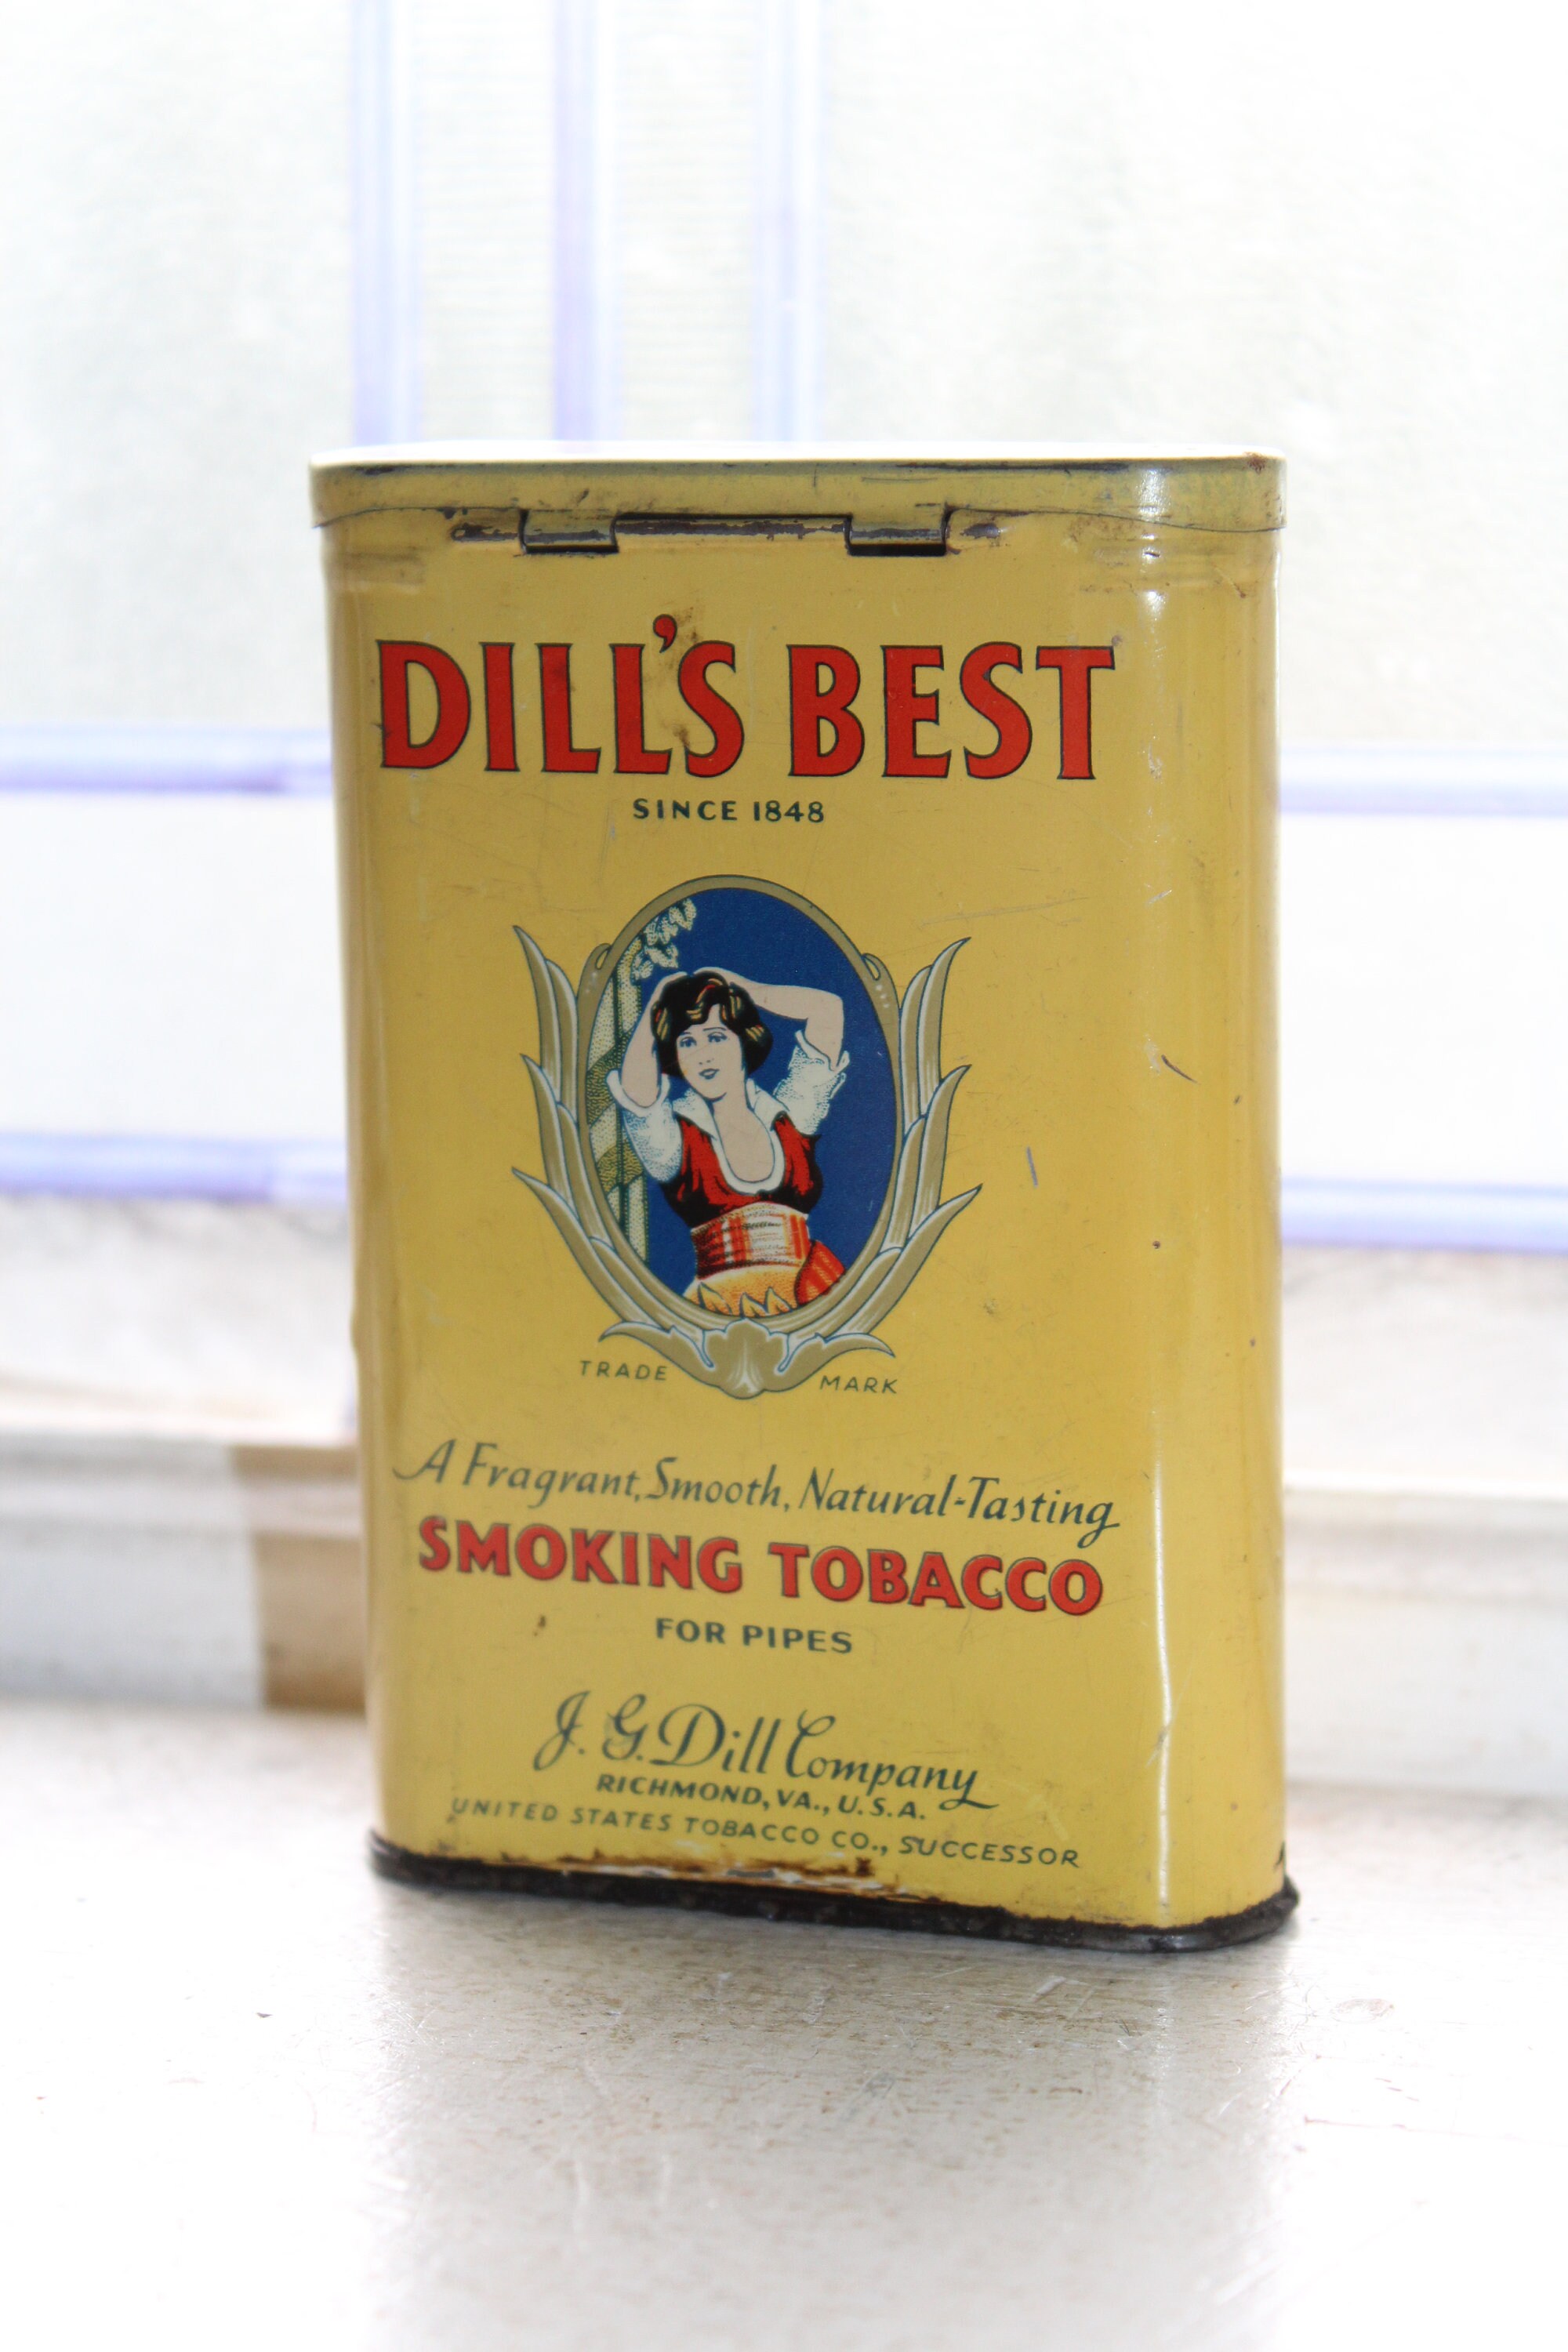 DILL'S BEST
SINCE 1848
TRADE MARK
A Fragrant, Smooth, Natural-Tasting
SMOKING TOBACCO
FOR PIPES
J. G. Dill Company
RICHMOND, VA., U.S.A.
UNITED STATES TOBACCO CO., SUCCESSOR